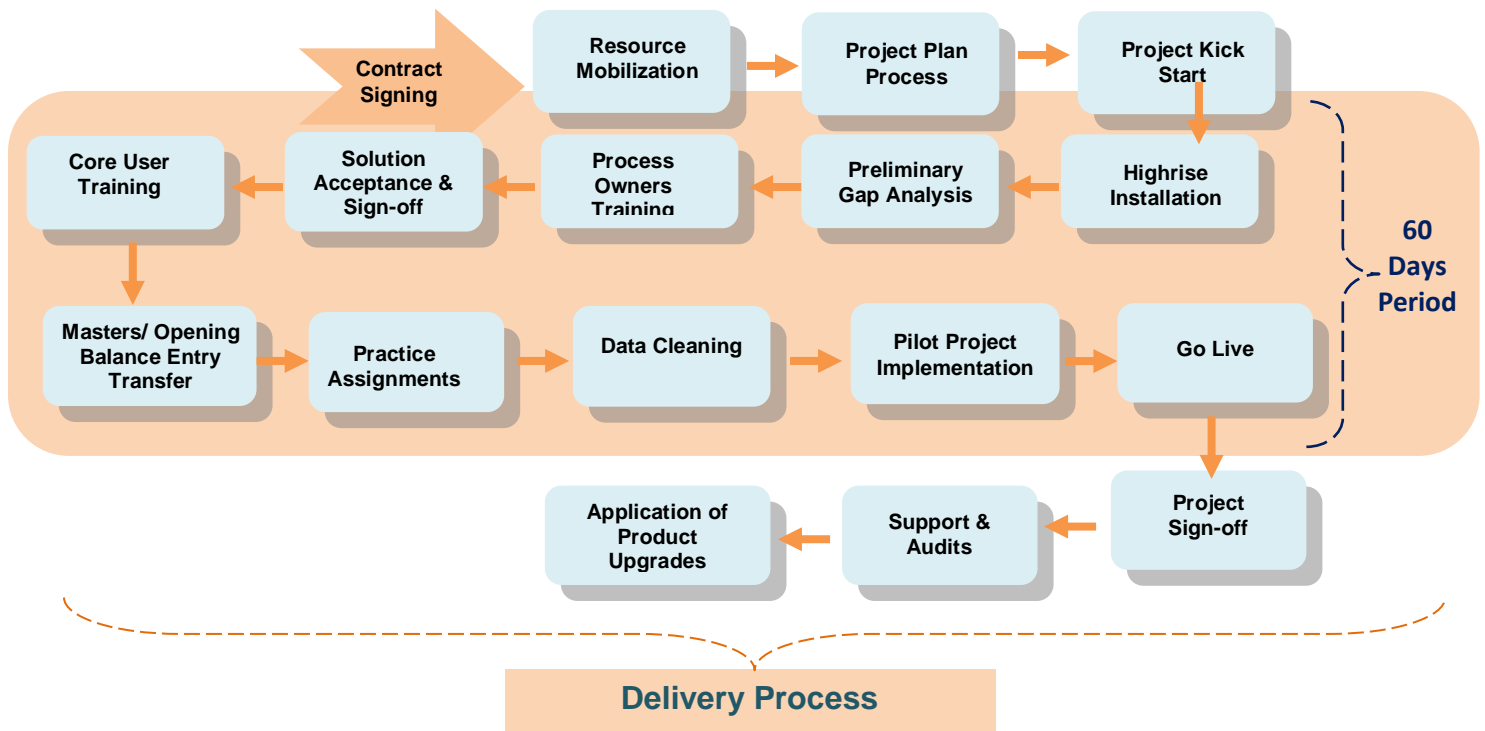 Contract
Signing
Resource
Mobilization
Project Plan
Process
Project Kick
Start
Highrise
Installation
Preliminary
Gap Analysis
Process
Owners
Training
Solution
Acceptance &
Sign-off
Core User
Training
60
Days
Period
Masters/ Opening
Balance Entry
Transfer
Practice
Assignments
Data Cleaning
Pilot Project
Implementation
Go Live
Project
Sign-off
Support &
Audits
Application of
Product
Upgrades
Delivery Process